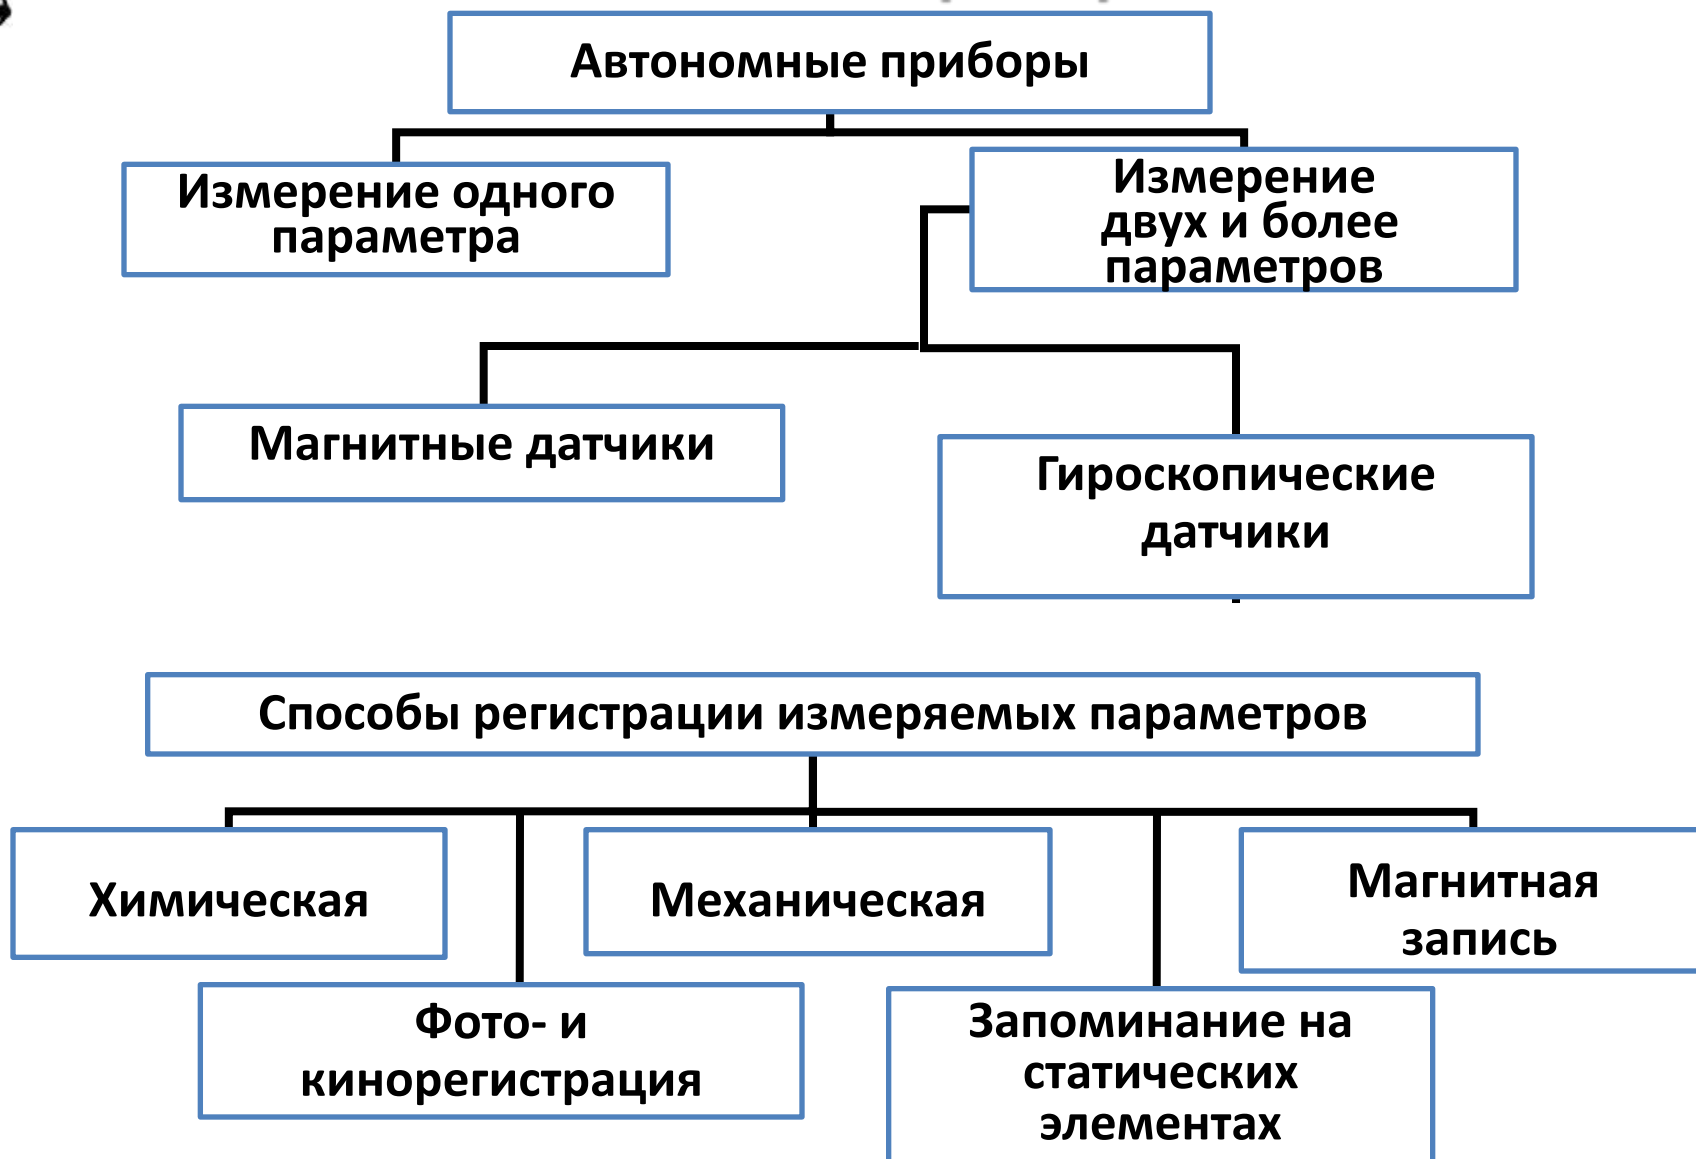 Автономные приборы
Измерение одного
параметра
Измерение
двух и более
параметров
Магнитные датчики
Гироскопические
датчики
Способы регистрации измеряемых параметров
Химическая
Механическая
Магнитная
запись
Фото- и
кинорегистрация
Запоминание на
статических
элементах